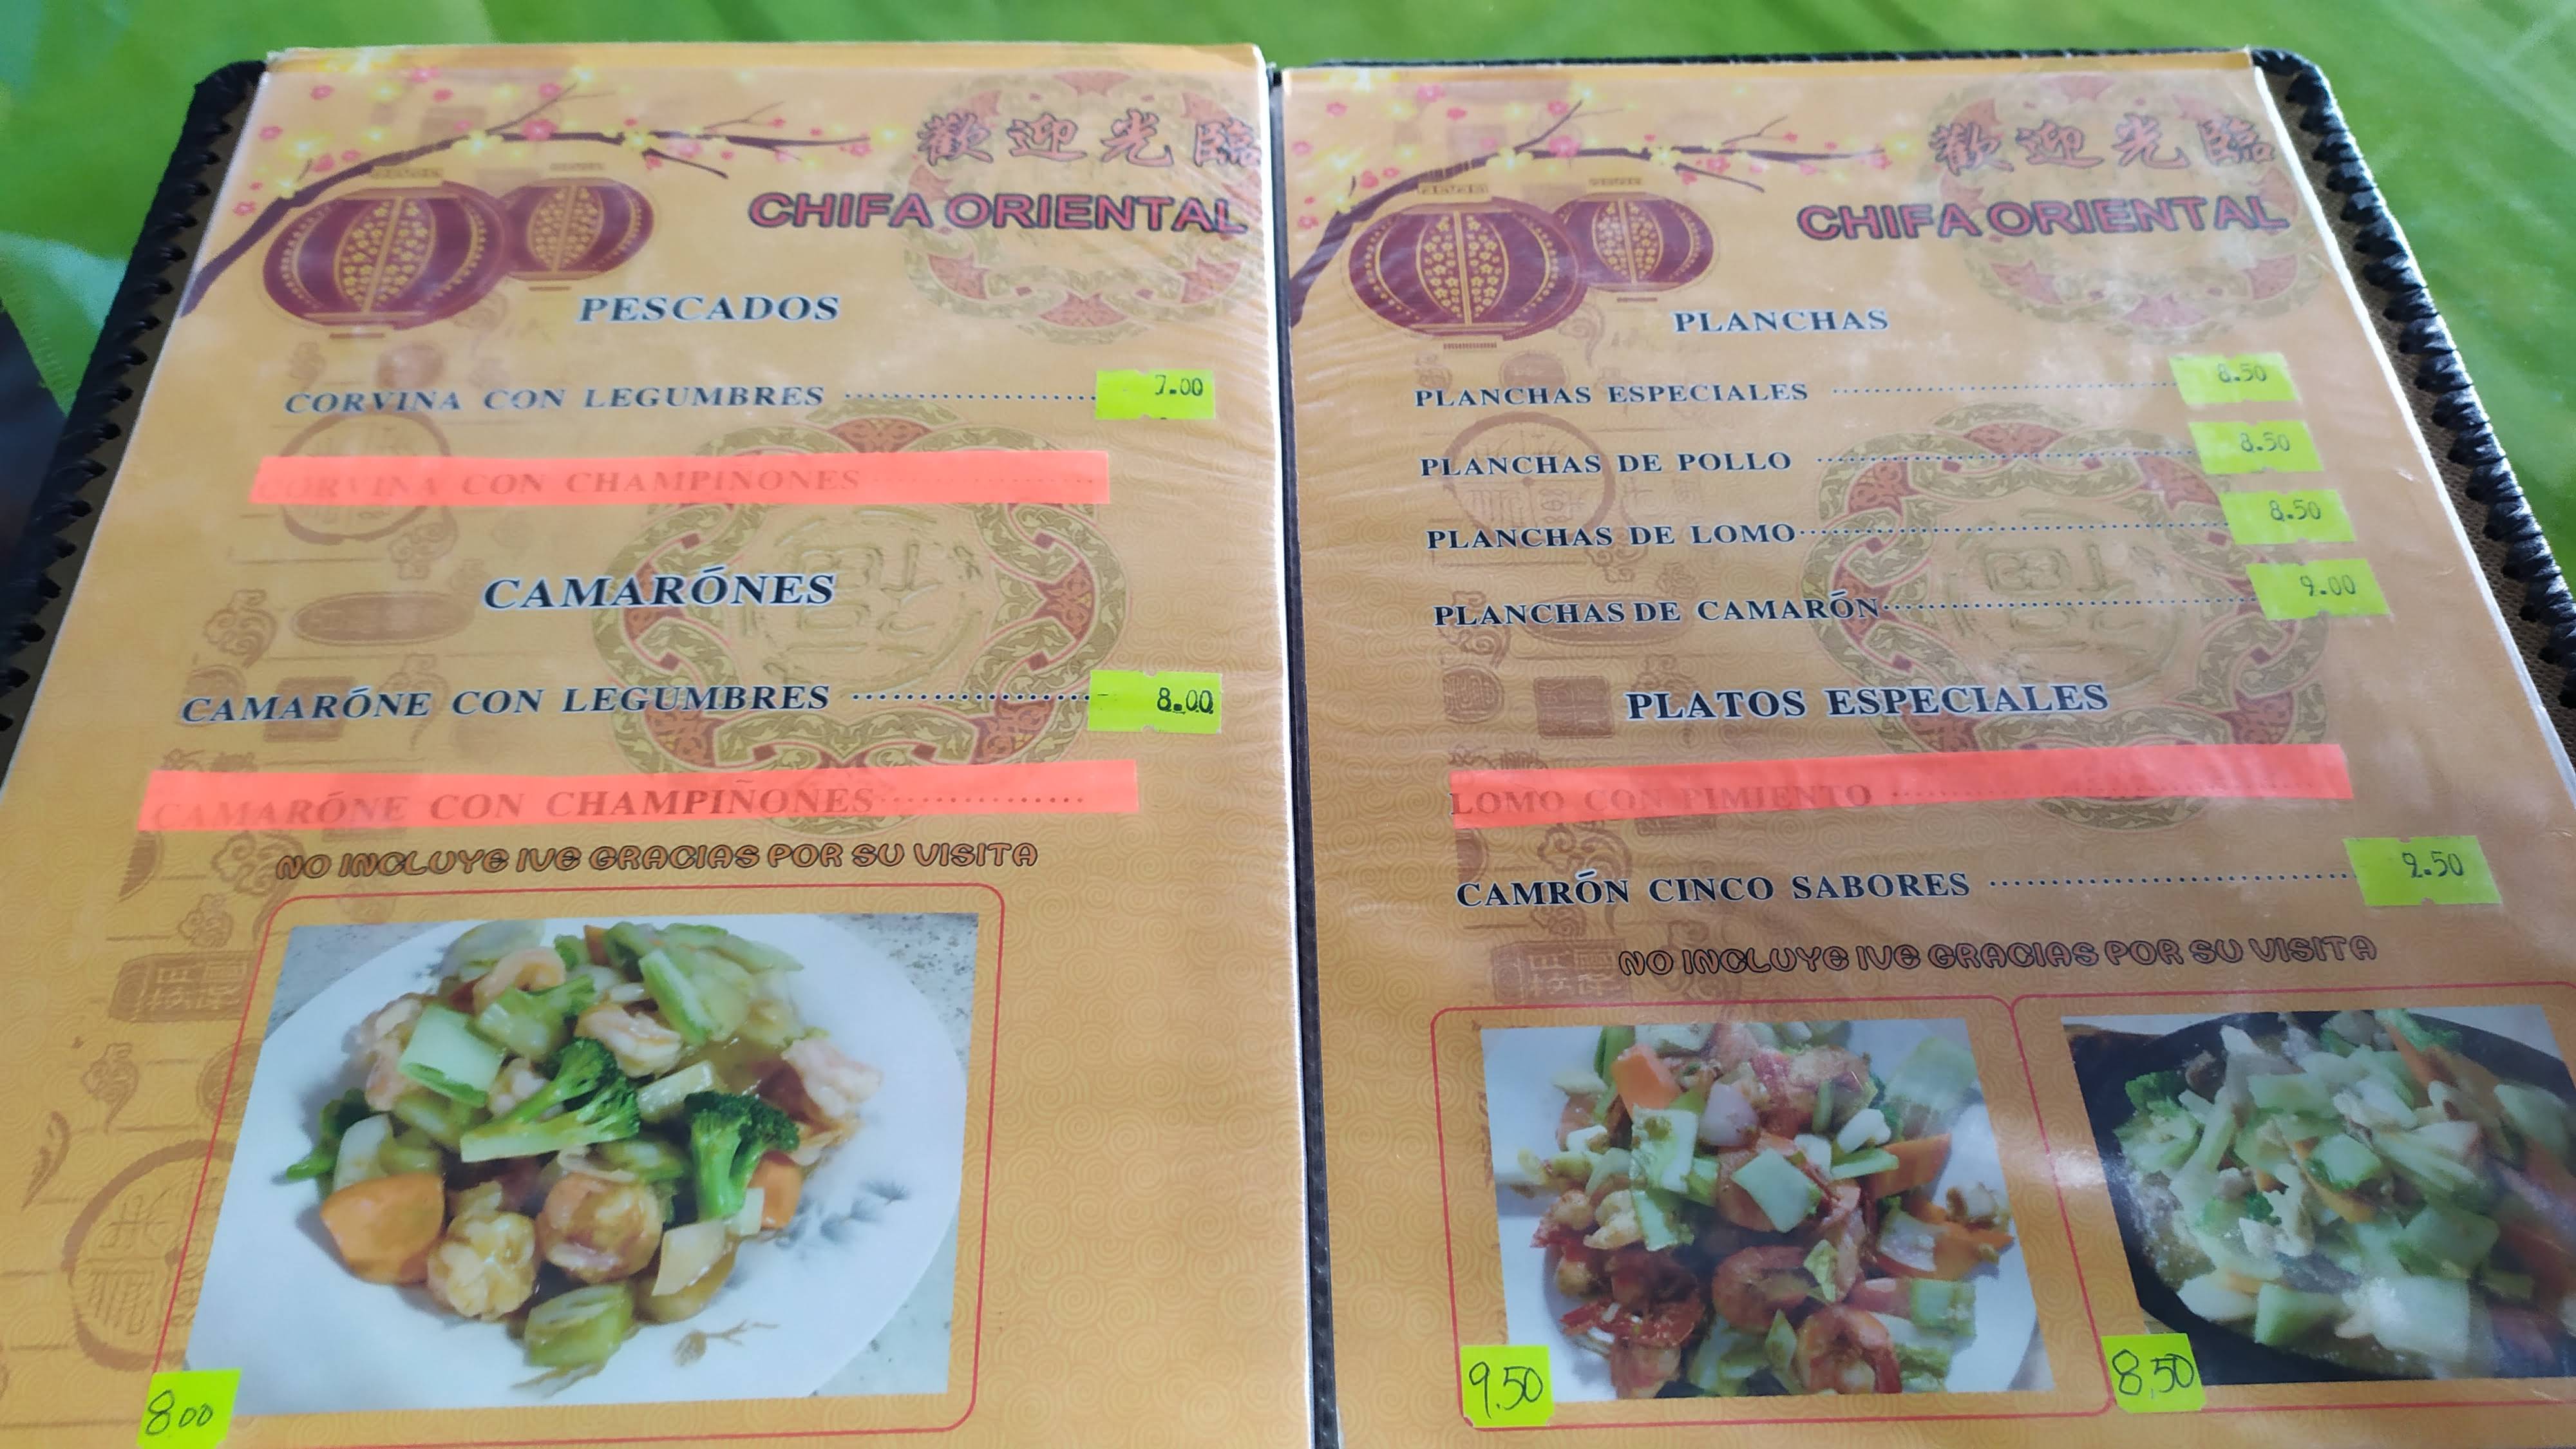 歡迎光臨
CHIFA ORIENTAL
PESCADOS
CORVINA CON LEGUMBRES 7.00
CORVINA CON CHAMPIÑONES
CAMARÓNES
CAMARÓNE CON LEGUMBRES 8.00
CAMARÓNE CON CHAMPIÑONES
NO INCLUYE IVE GRACIAS POR SU VISITA
8.00
歡迎光臨
CHIFA ORIENTAL
PLANCHAS
PLANCHAS ESPECIALES 8.50
PLANCHAS DE POLLO 8.50
PLANCHAS DE LOMO 8.50
PLANCHAS DE CAMARÓN 9.00
PLATOS ESPECIALES
LOMO CON PIMIENTO
CAMRÓN CINCO SABORES 9.50
NO INCLUYE IVE GRACIAS POR SU VISITA
9.50
8.50